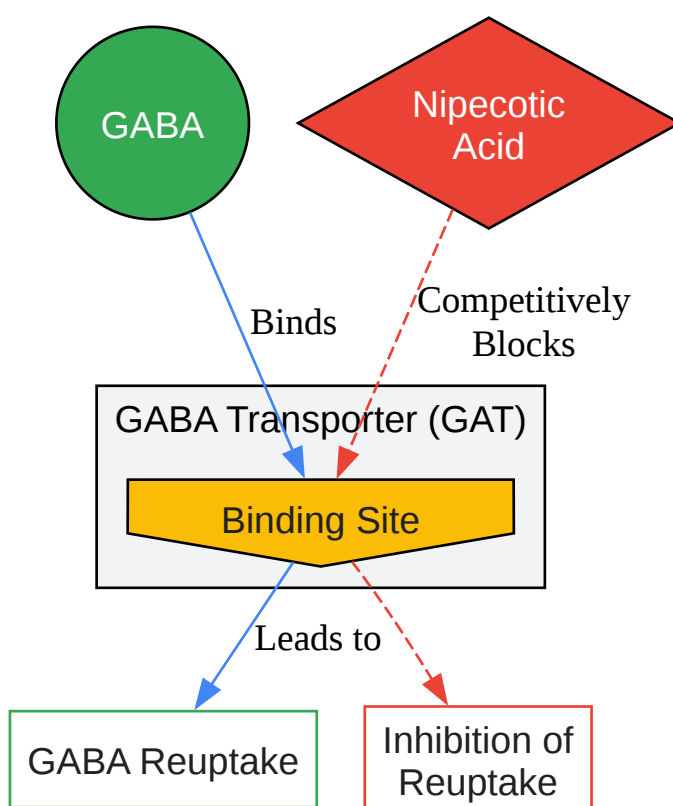 GABA
Nipecotic
Acid
Binds
Competitively
Blocks
GABA Transporter (GAT)
Binding Site
Leads to
GABA Reuptake
Inhibition of
Reuptake